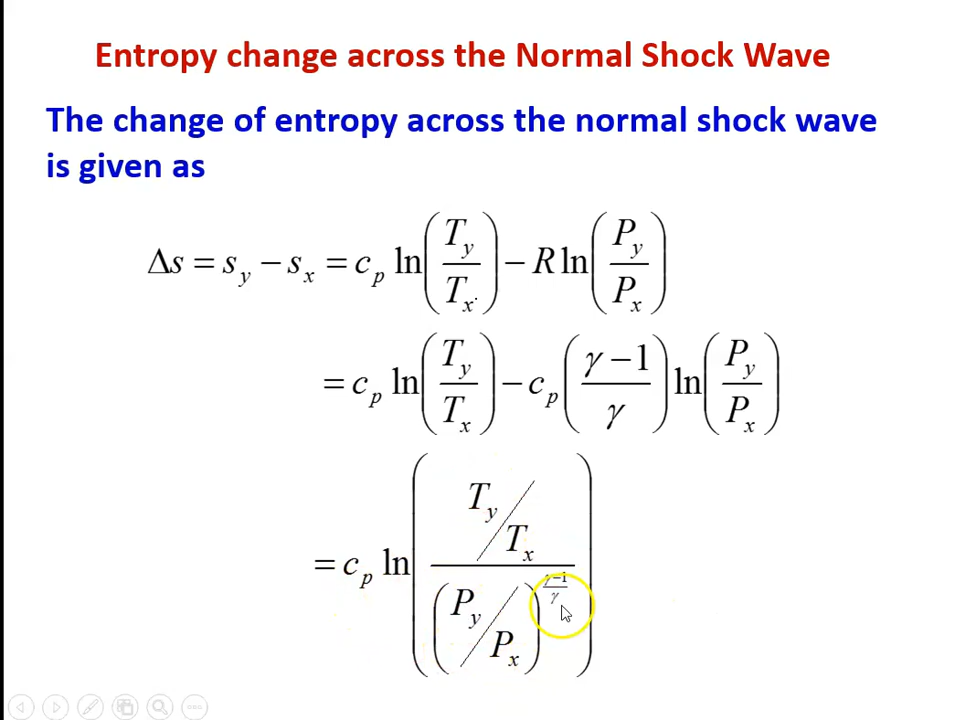 Entropy change across the Normal Shock Wave
The change of entropy across the normal shock wave
is given as
Δs = s_y − s_x = c_p ln(T_y / T_x) − R ln(P_y / P_x)
= c_p ln(T_y / T_x) − c_p ((γ − 1) / γ) ln(P_y / P_x)
= c_p ln((T_y / T_x) / (P_y / P_x)^((γ−1)/γ))